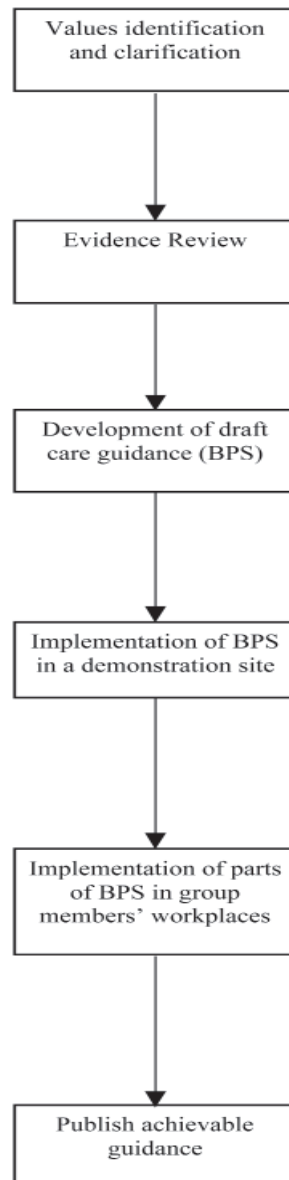 Values identification
and clarification
Evidence Review
Development of draft
care guidance (BPS)
Implementation of BPS
in a demonstration site
Implementation of parts
of BPS in group
members’ workplaces
Publish achievable
guidance